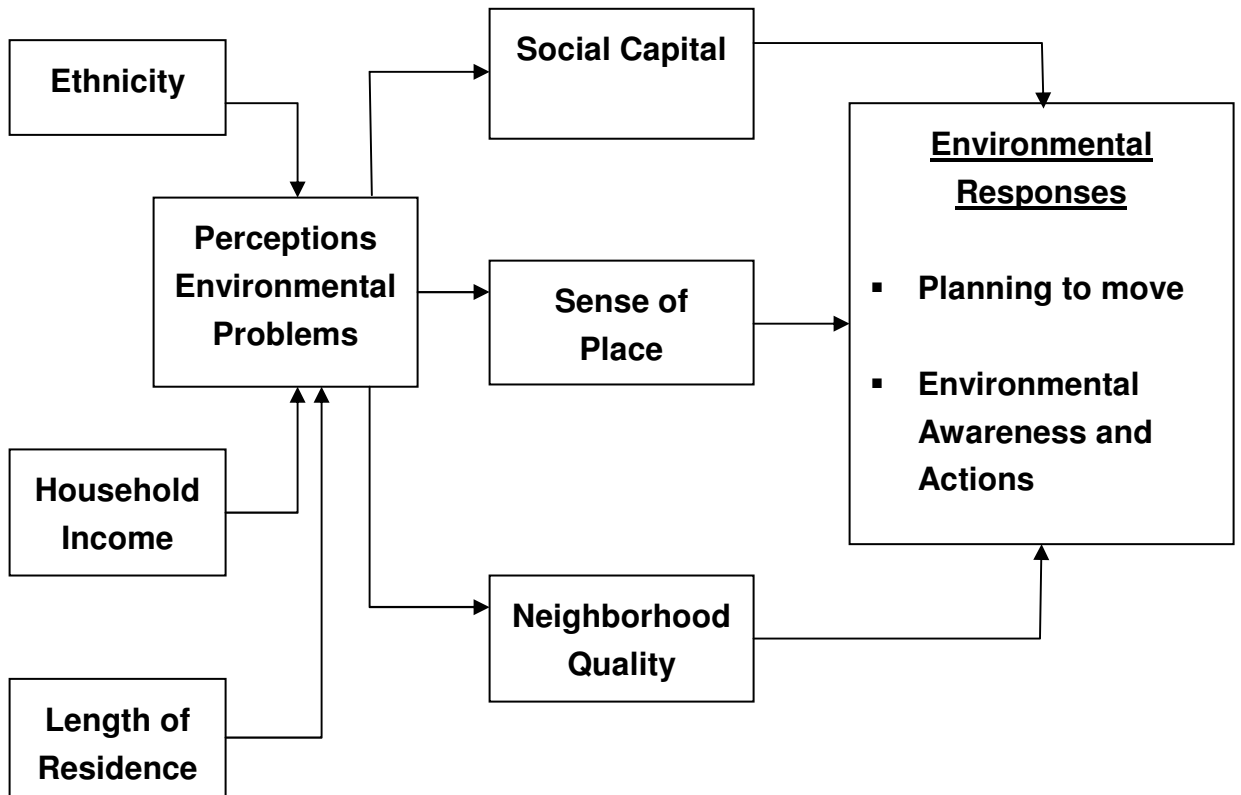 Ethnicity
Social Capital
Perceptions
Environmental
Problems
Sense of
Place
Environmental
Responses
▪ Planning to move
▪ Environmental
Awareness and
Actions
Household
Income
Neighborhood
Quality
Length of
Residence